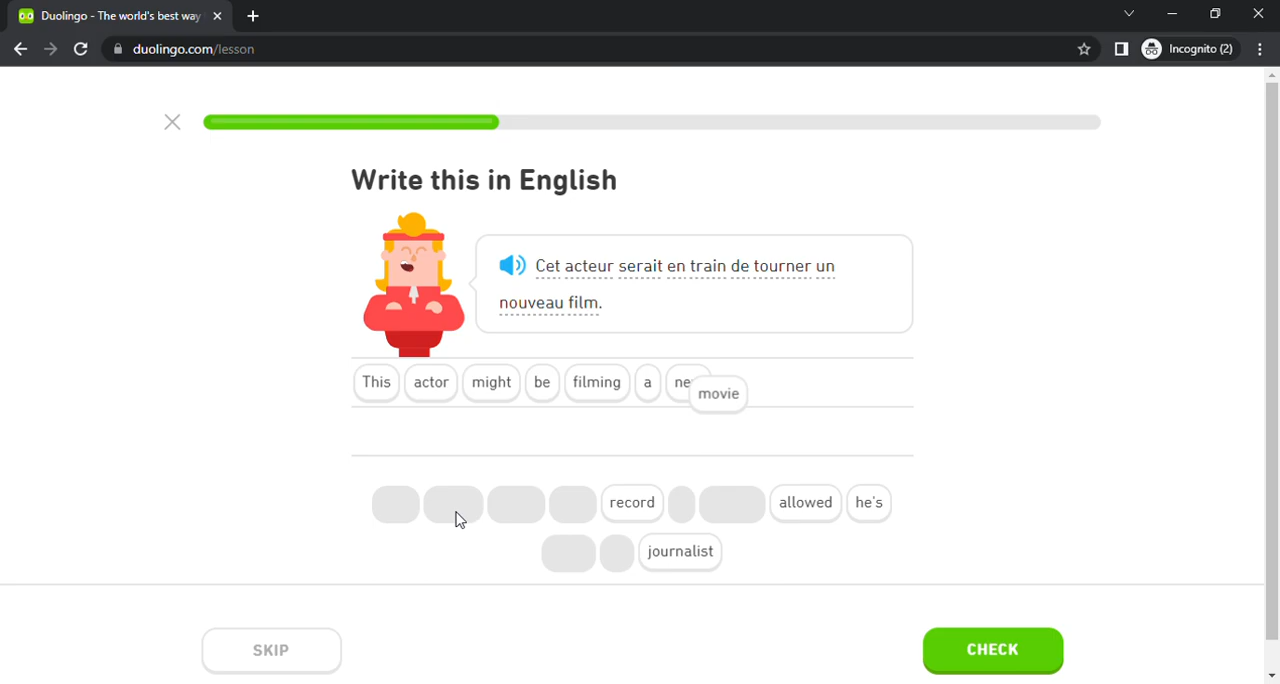 Duolingo - The world's best way
duolingo.com/lesson
Incognito (2)
Write this in English
Cet acteur serait en train de tourner un
nouveau film.
This actor might be filming a movie
record allowed he's
journalist
SKIP CHECK